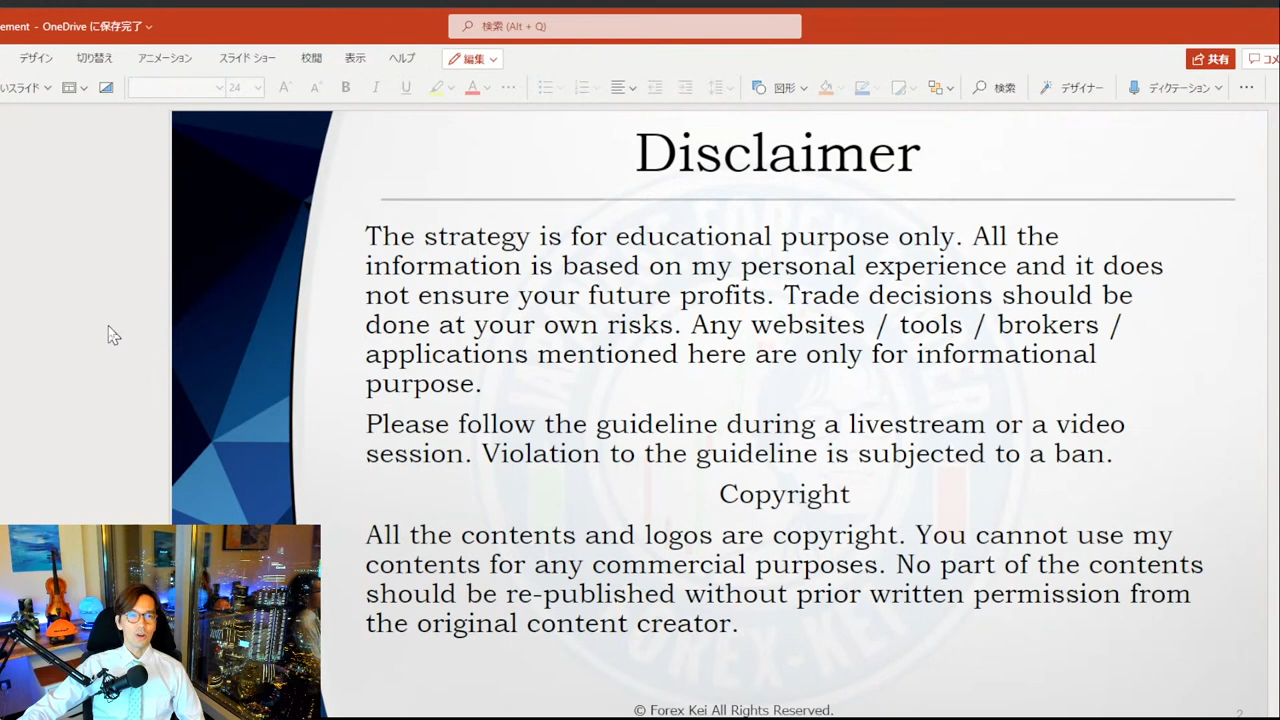 ement - OneDrive に保存完了
検索 (Alt + Q)
デザイン 切り替え アニメーション スライド ショー 校閲 表示 ヘルプ 編集 共有 コメ
いスライド 24 A A B I U A 図形 検索 デザイナー ディクテーション
Disclaimer
The strategy is for educational purpose only. All the
information is based on my personal experience and it does
not ensure your future profits. Trade decisions should be
done at your own risks. Any websites / tools / brokers /
applications mentioned here are only for informational
purpose.
Please follow the guideline during a livestream or a video
session. Violation to the guideline is subjected to a ban.
Copyright
All the contents and logos are copyright. You cannot use my
contents for any commercial purposes. No part of the contents
should be re-published without prior written permission from
the original content creator.
© Forex Kei All Rights Reserved.
2